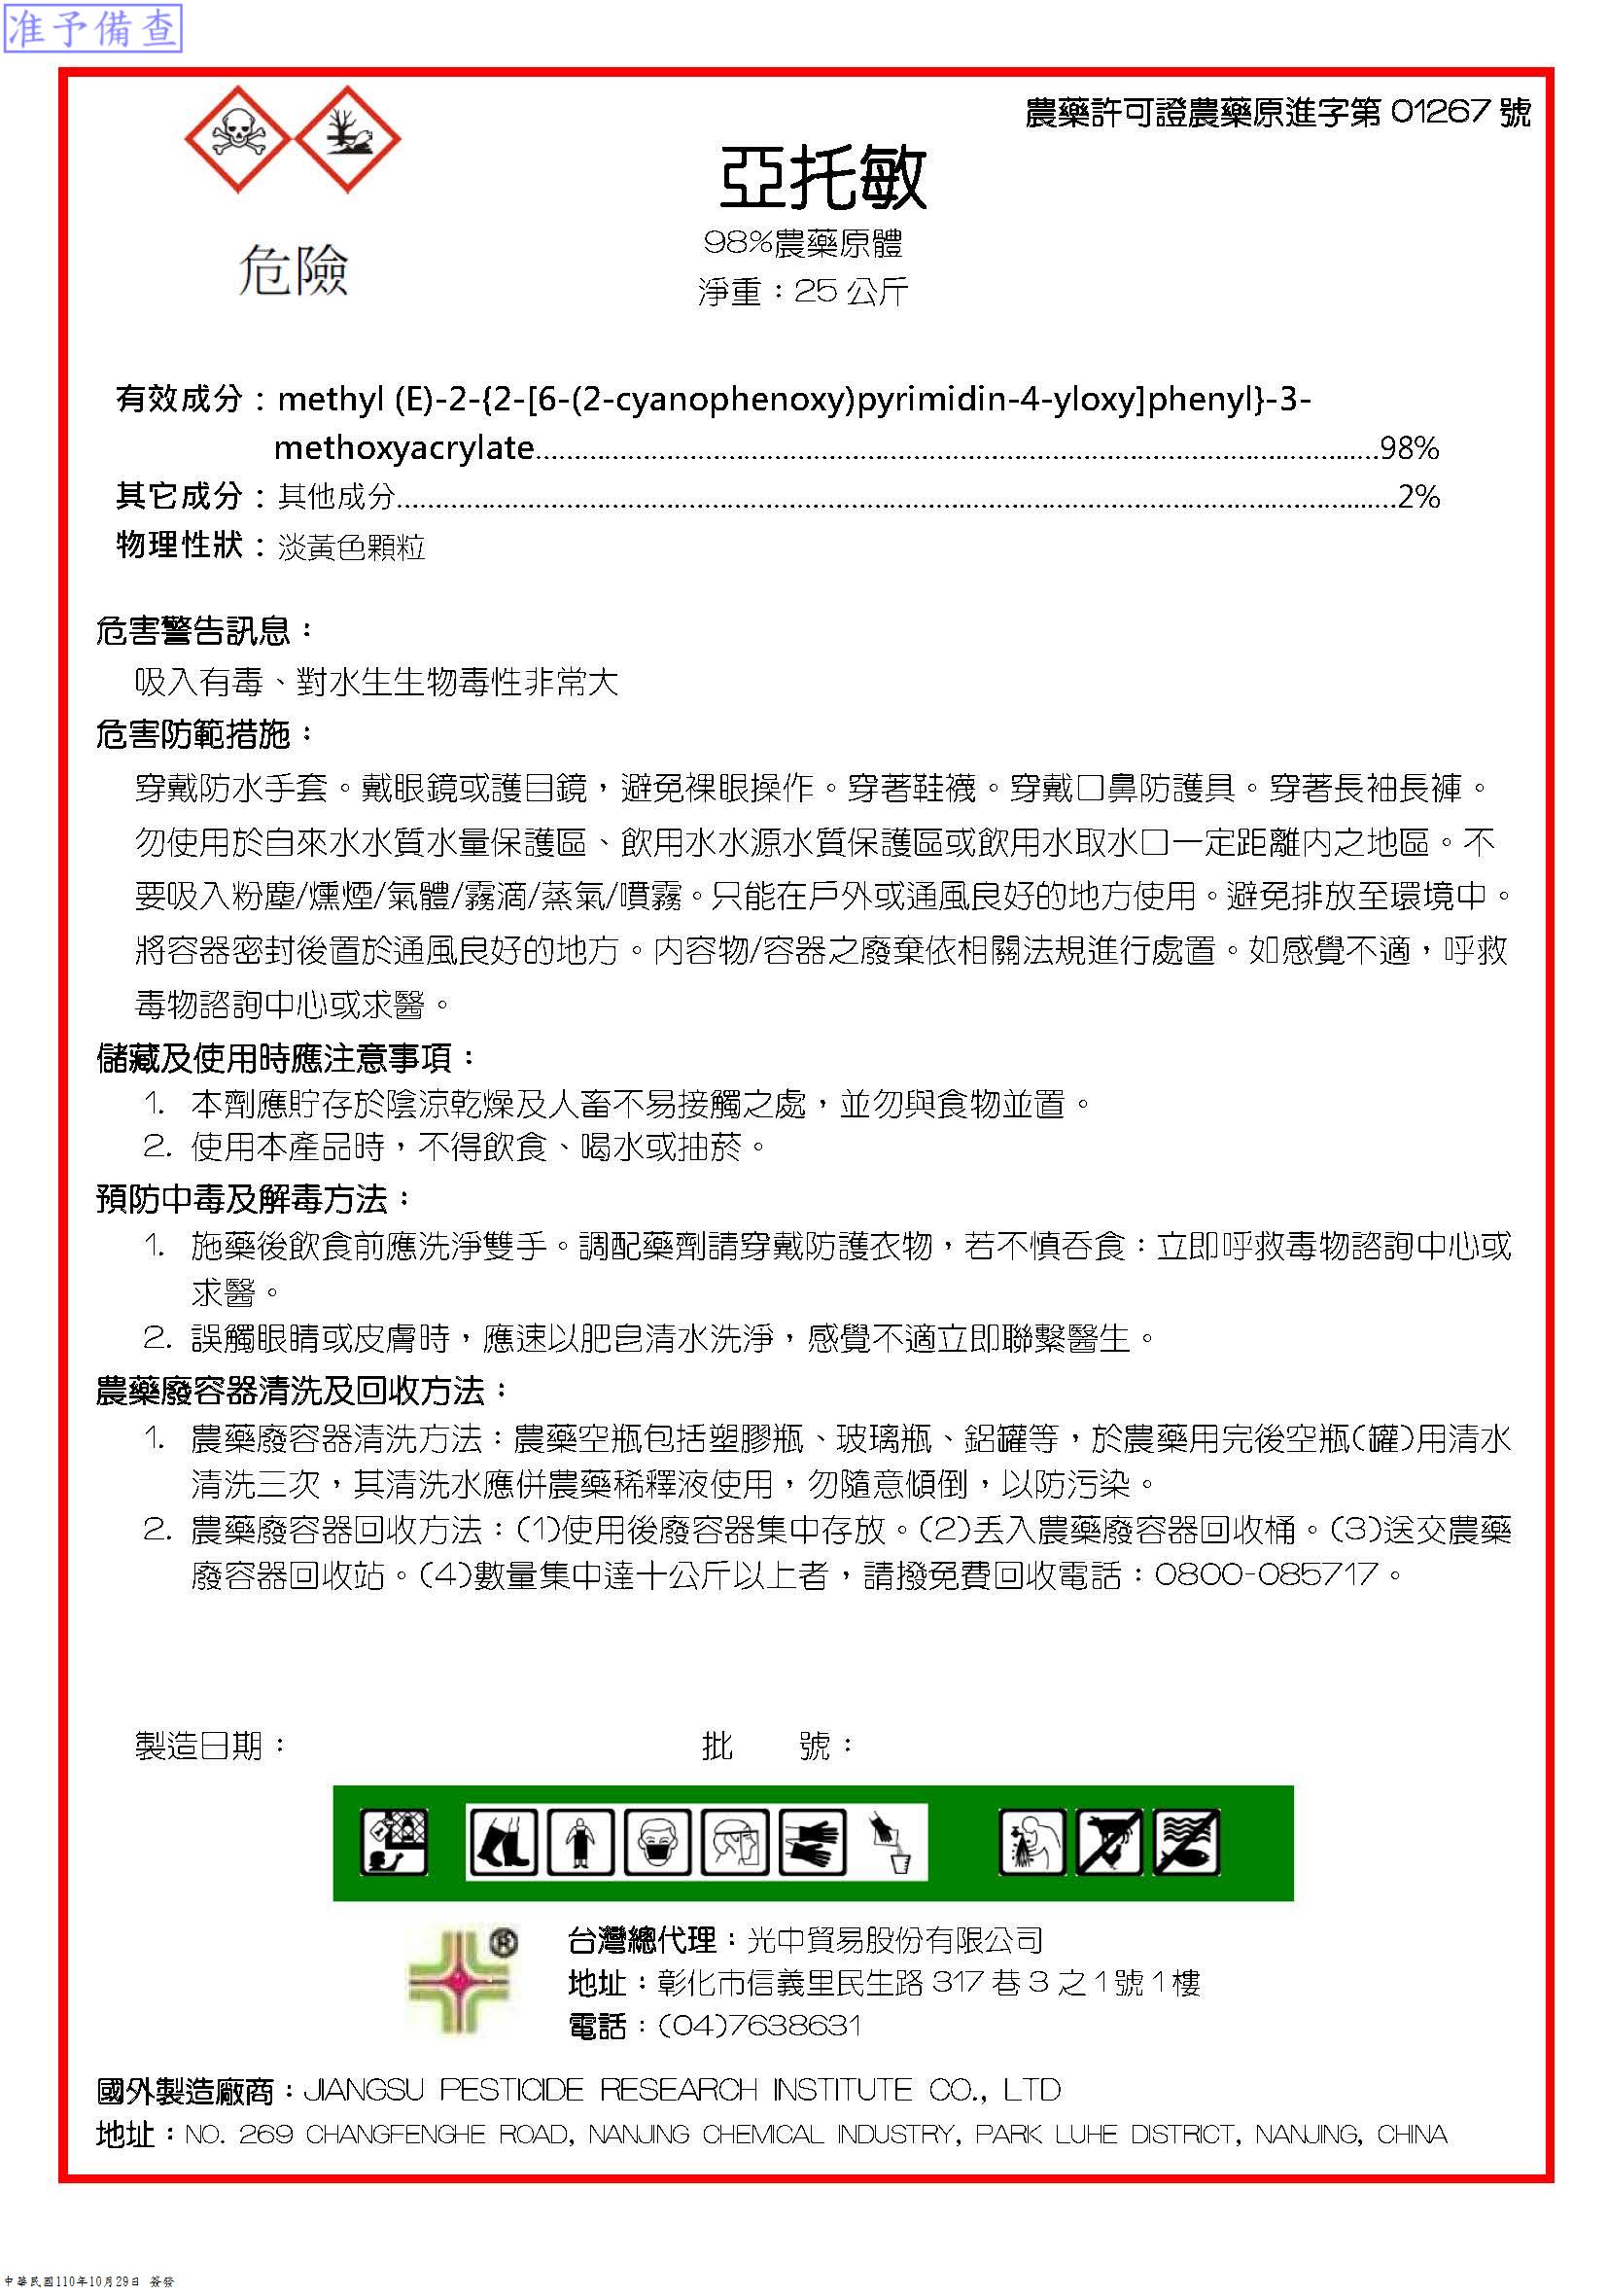 准予備查
農藥許可證農藥原進字第 01267 號
亞托敏
98%農藥原體
淨重：25 公斤
危險
有效成分：methyl (E)-2-{2-[6-(2-cyanophenoxy)pyrimidin-4-yloxy]phenyl}-3-
methoxyacrylate..........98%
其它成分：其他成分..........2%
物理性狀：淡黃色顆粒
危害警告訊息：
吸入有毒、對水生生物毒性非常大
危害防範措施：
穿戴防水手套。戴眼鏡或護目鏡，避免裸眼操作。穿著鞋襪。穿戴口鼻防護具。穿著長袖長褲。
勿使用於自來水水質水量保護區、飲用水水源水質保護區或飲用水取水口一定距離內之地區。不
要吸入粉塵/燻煙/氣體/霧滴/蒸氣/噴霧。只能在戶外或通風良好的地方使用。避免排放至環境中。
將容器密封後置於通風良好的地方。內容物/容器之廢棄依相關法規進行處置。如感覺不適，呼救
毒物諮詢中心或求醫。
儲藏及使用時應注意事項：
1. 本劑應貯存於陰涼乾燥及人畜不易接觸之處，並勿與食物並置。
2. 使用本產品時，不得飲食、喝水或抽菸。
預防中毒及解毒方法：
1. 施藥後飲食前應洗淨雙手。調配藥劑請穿戴防護衣物，若不慎吞食：立即呼救毒物諮詢中心或
求醫。
2. 誤觸眼睛或皮膚時，應速以肥皂清水洗淨，感覺不適立即聯繫醫生。
農藥廢容器清洗及回收方法：
1. 農藥廢容器清洗方法：農藥空瓶包括塑膠瓶、玻璃瓶、鋁罐等，於農藥用完後空瓶(罐)用清水
清洗三次，其清洗水應併農藥稀釋液使用，勿隨意傾倒，以防污染。
2. 農藥廢容器回收方法：(1)使用後廢容器集中存放。(2)丟入農藥廢容器回收桶。(3)送交農藥
廢容器回收站。(4)數量集中達十公斤以上者，請撥免費回收電話：0800-085717。
製造日期： 批 號：
®
台灣總代理：光中貿易股份有限公司
地址：彰化市信義里民生路 317 巷 3 之 1 號 1 樓
電話：(04)7638631
國外製造廠商：JIANGSU PESTICIDE RESEARCH INSTITUTE CO., LTD
地址：NO. 269 CHANGFENGHE ROAD, NANJING CHEMICAL INDUSTRY, PARK LUHE DISTRICT, NANJING, CHINA
中華民國110年10月29日 簽發